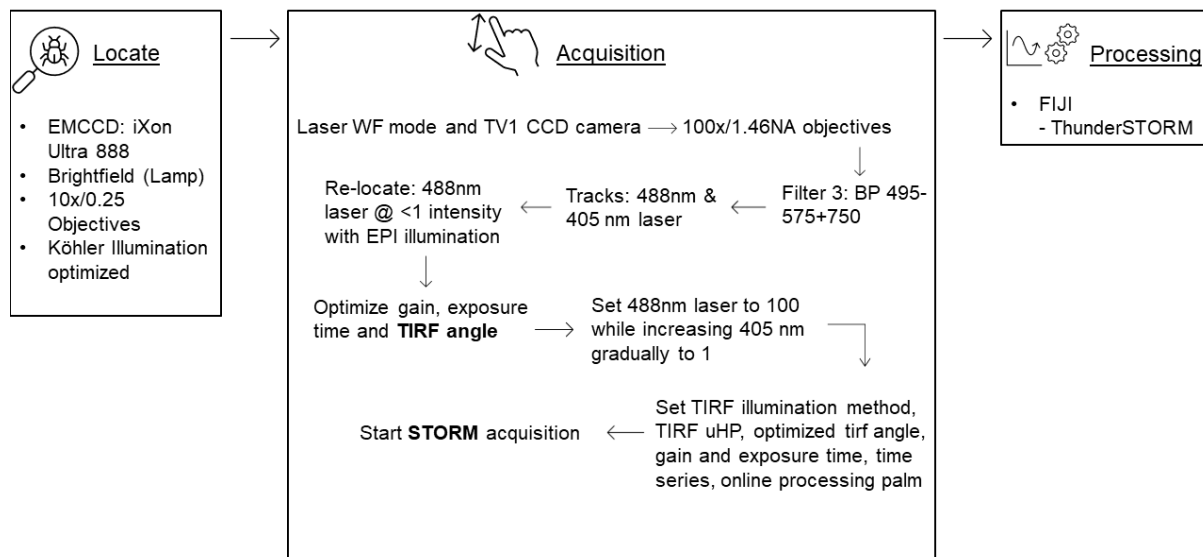 Locate
• EMCCD: iXon
Ultra 888
• Brightfield (Lamp)
• 10x/0.25
Objectives
• Köhler Illumination
optimized
Acquisition
Laser WF mode and TV1 CCD camera → 100x/1.46NA objectives
Filter 3: BP 495-
575+750
Tracks: 488nm &
405 nm laser
Re-locate: 488nm
laser @ <1 intensity
with EPI illumination
Optimize gain, exposure
time and TIRF angle
Set 488nm laser to 100
while increasing 405 nm
gradually to 1
Set TIRF illumination method,
TIRF uHP, optimized tirf angle,
gain and exposure time, time
series, online processing palm
Start STORM acquisition
Processing
• FIJI
- ThunderSTORM